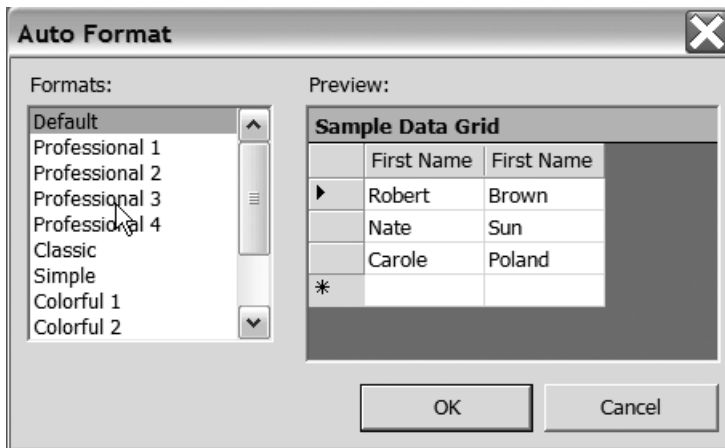 Auto Format
Formats:
Default
Professional 1
Professional 2
Professional 3
Professional 4
Classic
Simple
Colorful 1
Colorful 2
Preview:
Sample Data Grid
First Name First Name
Robert Brown
Nate Sun
Carole Poland
*
OK Cancel